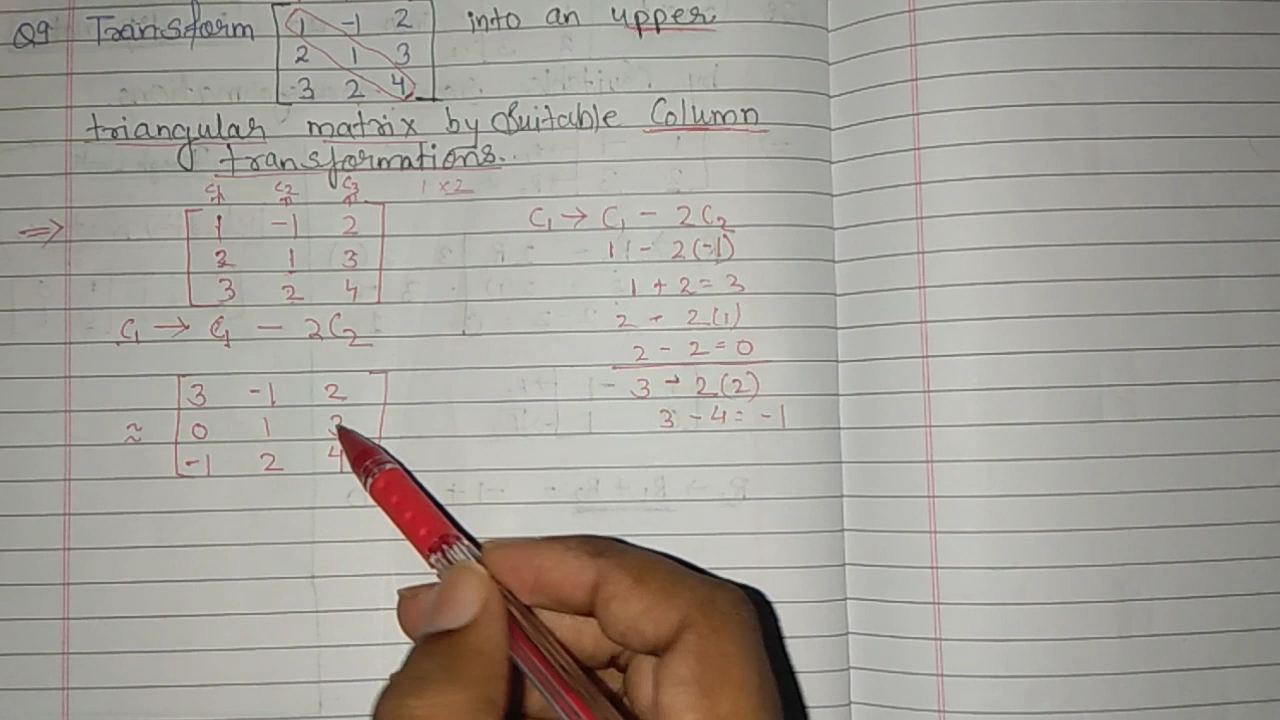 Q9 Transform [1 -1 2] into an upper
2 1 3
3 2 4
triangular matrix by Suitable Column
transformations.
C1 C2 C3 1 x 2
⇒ 1 -1 2
2 1 3
3 2 4
C₁ → C₁ - 2C₂
≈ 3 -1 2
0 1 3
-1 2 4
C₁ → C₁ - 2C₂
1 - 2(-1)
1 + 2 = 3
2 - 2(1)
2 - 2 = 0
3 - 2(2)
3 - 4 = -1